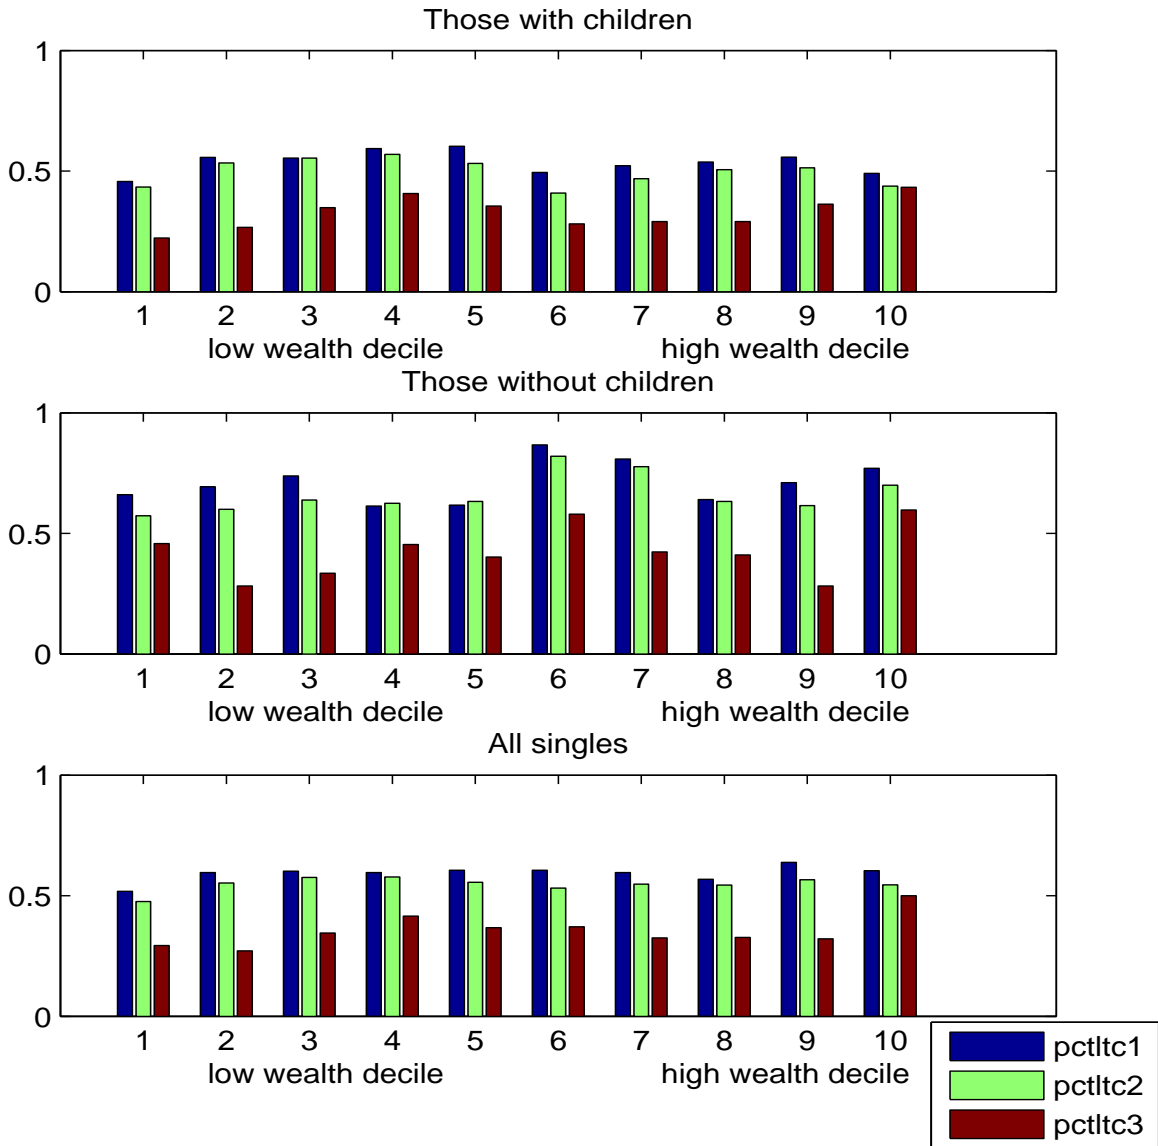 Those with children
1
0.5
0
1 2 3 4 5 6 7 8 9 10
low wealth decile high wealth decile
Those without children
1
0.5
0
1 2 3 4 5 6 7 8 9 10
low wealth decile high wealth decile
All singles
1
0.5
0
1 2 3 4 5 6 7 8 9 10
low wealth decile high wealth decile
pctltc1
pctltc2
pctltc3